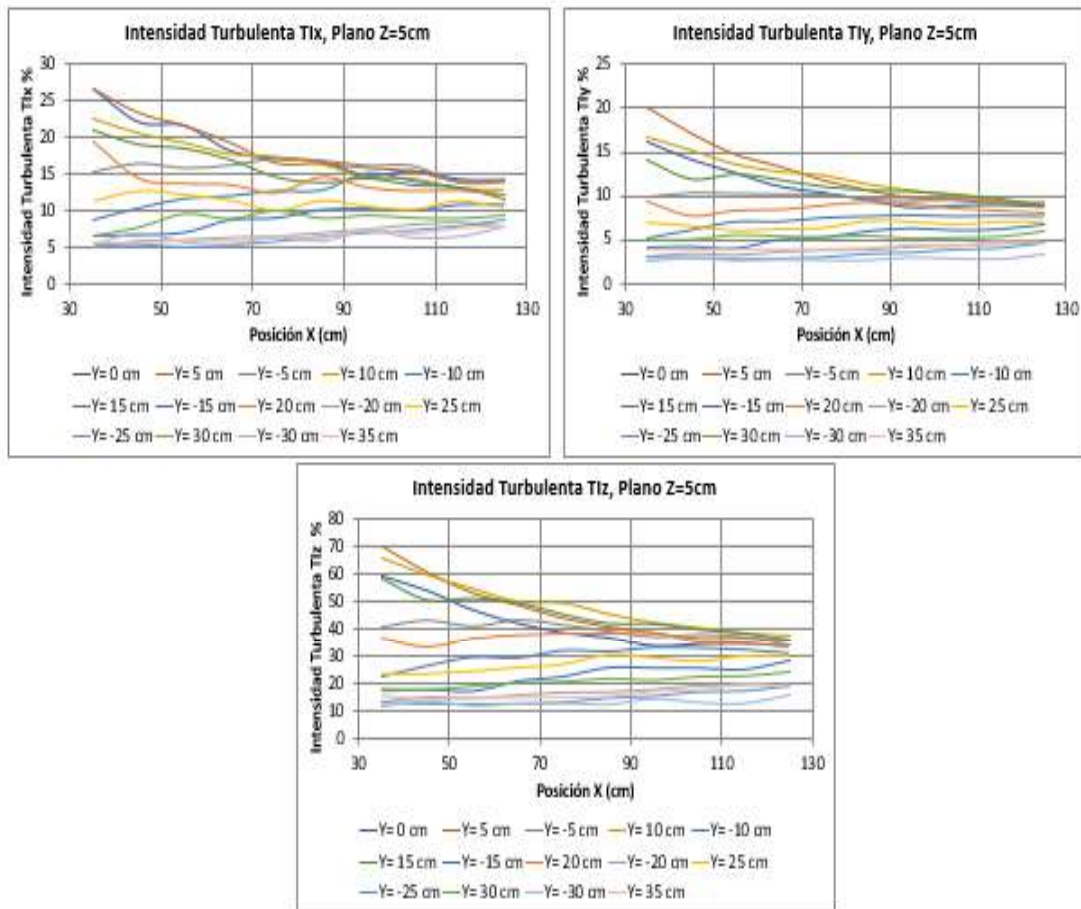 Intensidad Turbulenta TIx, Plano Z=5cm
Intensidad Turbulenta TIx %
30
25
20
15
10
5
0
30 50 70 90 110 130
Posición X (cm)
Y= 0 cm Y= 5 cm Y= -5 cm Y= 10 cm Y= -10 cm
Y= 15 cm Y= -15 cm Y= 20 cm Y= -20 cm Y= 25 cm
Y= -25 cm Y= 30 cm Y= -30 cm Y= 35 cm
Intensidad Turbulenta TIy, Plano Z=5cm
Intensidad Turbulenta TIy %
25
20
15
10
5
0
30 50 70 90 110 130
Posición X (cm)
Y= 0 cm Y= 5 cm Y= -5 cm Y= 10 cm Y= -10 cm
Y= 15 cm Y= -15 cm Y= 20 cm Y= -20 cm Y= 25 cm
Y= -25 cm Y= 30 cm Y= -30 cm Y= 35 cm
Intensidad Turbulenta TIz, Plano Z=5cm
Intensidad Turbulenta TIz %
80
70
60
50
40
30
20
10
0
30 50 70 90 110 130
Posición X (cm)
Y= 0 cm Y= 5 cm Y= -5 cm Y= 10 cm Y= -10 cm
Y= 15 cm Y= -15 cm Y= 20 cm Y= -20 cm Y= 25 cm
Y= -25 cm Y= 30 cm Y= -30 cm Y= 35 cm